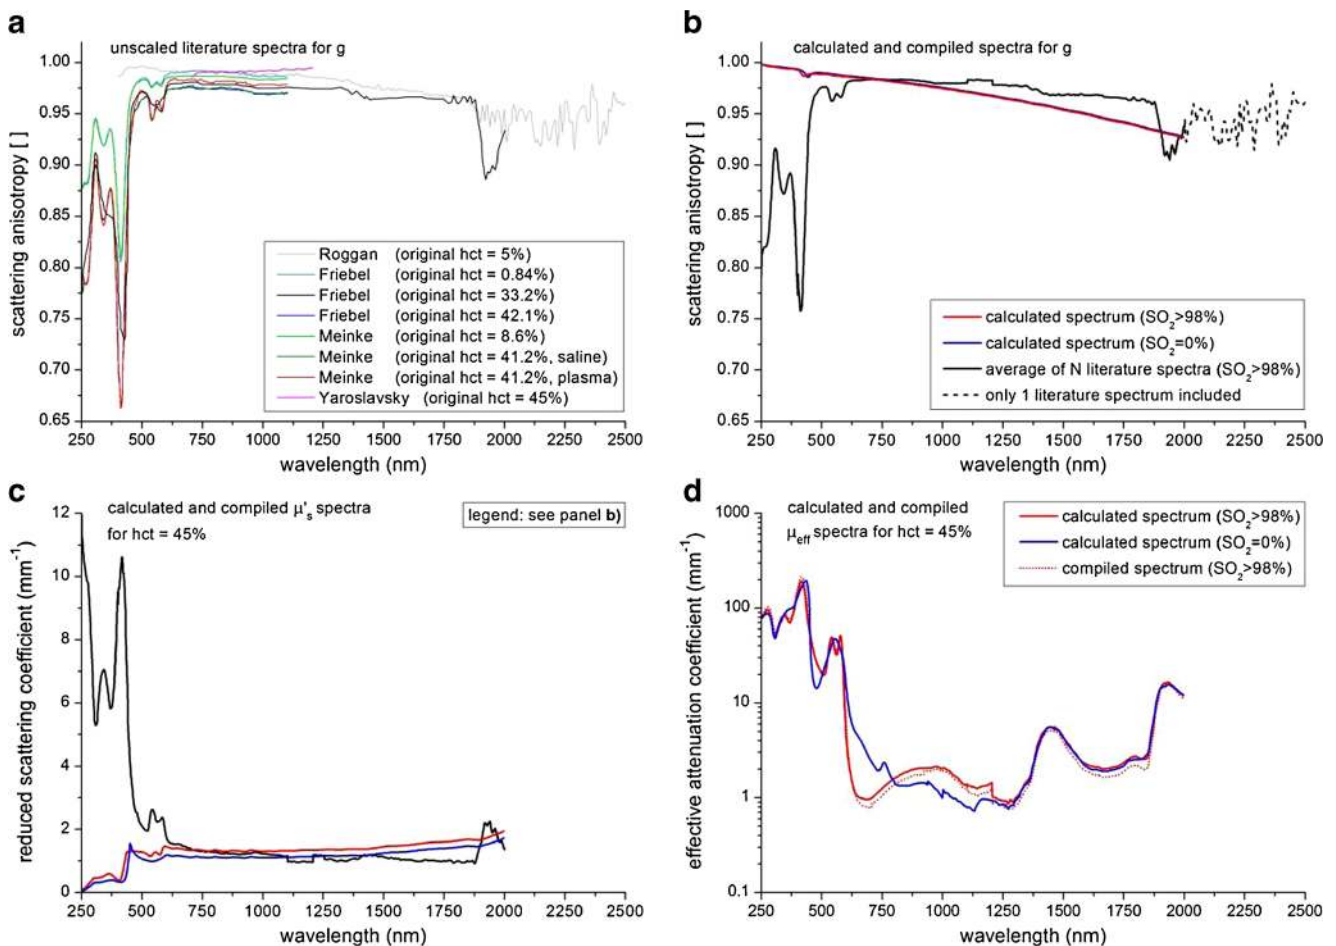 a
unscaled literature spectra for g
scattering anisotropy [ ]
1.00
0.95
0.90
0.85
0.80
0.75
0.70
0.65
Roggan (original hct = 5%)
Friebel (original hct = 0.84%)
Friebel (original hct = 33.2%)
Friebel (original hct = 42.1%)
Meinke (original hct = 8.6%)
Meinke (original hct = 41.2%, saline)
Meinke (original hct = 41.2%, plasma)
Yaroslavsky (original hct = 45%)
250 500 750 1000 1250 1500 1750 2000 2250 2500
wavelength (nm)
b
calculated and compiled spectra for g
scattering anisotropy [ ]
1.00
0.95
0.90
0.85
0.80
0.75
0.70
0.65
calculated spectrum (SO₂>98%)
calculated spectrum (SO₂=0%)
average of N literature spectra (SO₂>98%)
only 1 literature spectrum included
250 500 750 1000 1250 1500 1750 2000 2250 2500
wavelength (nm)
c
calculated and compiled μ'ₛ spectra
for hct = 45%
legend: see panel b)
reduced scattering coefficient (mm⁻¹)
12
10
8
6
4
2
0
250 500 750 1000 1250 1500 1750 2000 2250 2500
wavelength (nm)
d
calculated and compiled
μeff spectra for hct = 45%
calculated spectrum (SO₂>98%)
calculated spectrum (SO₂=0%)
compiled spectrum (SO₂>98%)
effective attenuation coefficient (mm⁻¹)
1000
100
10
1
0.1
250 500 750 1000 1250 1500 1750 2000 2250 2500
wavelength (nm)